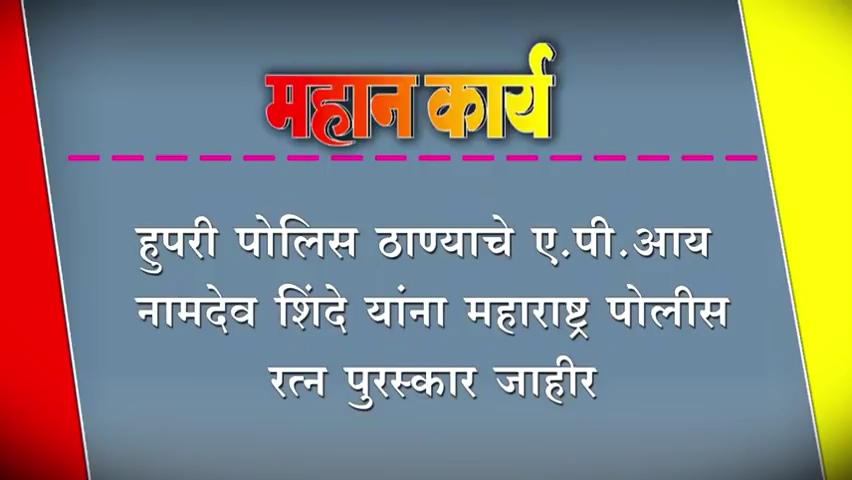 महान कार्य
हुपरी पोलिस ठाण्याचे ए.पी.आय
नामदेव शिंदे यांना महाराष्ट्र पोलीस
रत्न पुरस्कार जाहीर